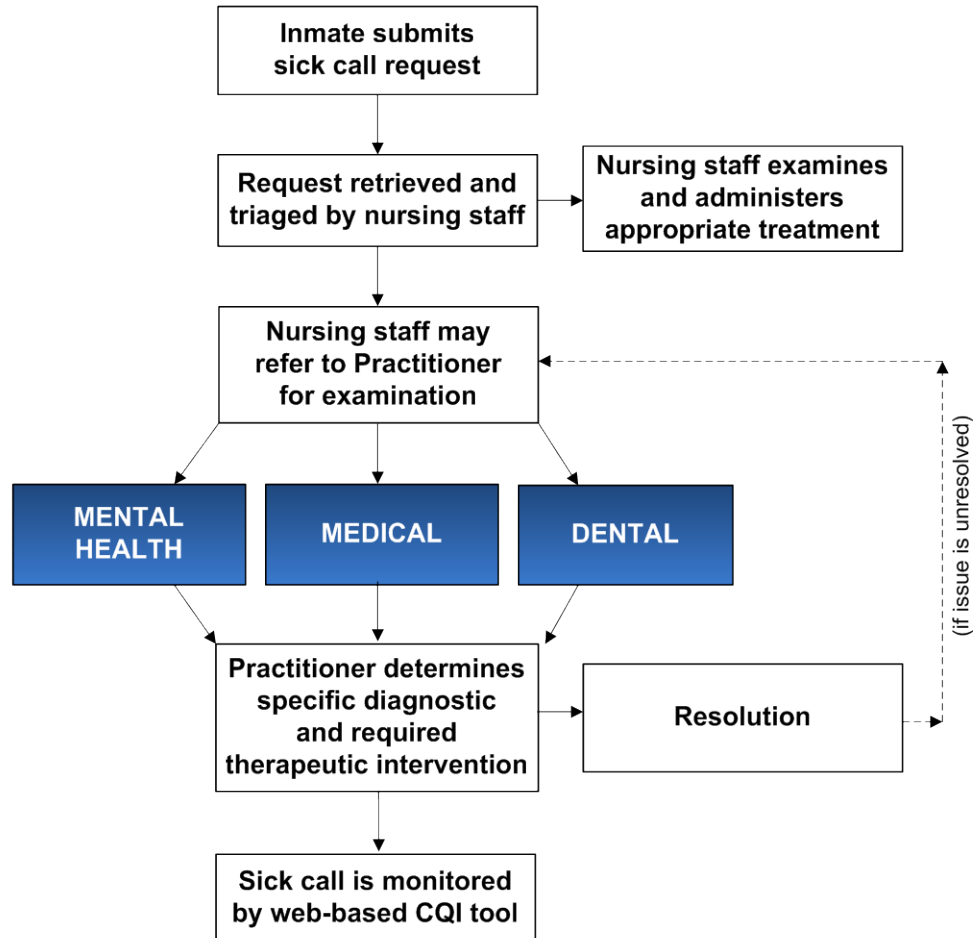 Inmate submits
sick call request
Request retrieved and
triaged by nursing staff
Nursing staff examines
and administers
appropriate treatment
Nursing staff may
refer to Practitioner
for examination
(if issue is unresolved)
MENTAL
HEALTH
MEDICAL
DENTAL
Practitioner determines
specific diagnostic
and required
therapeutic intervention
Resolution
Sick call is monitored
by web-based CQI tool